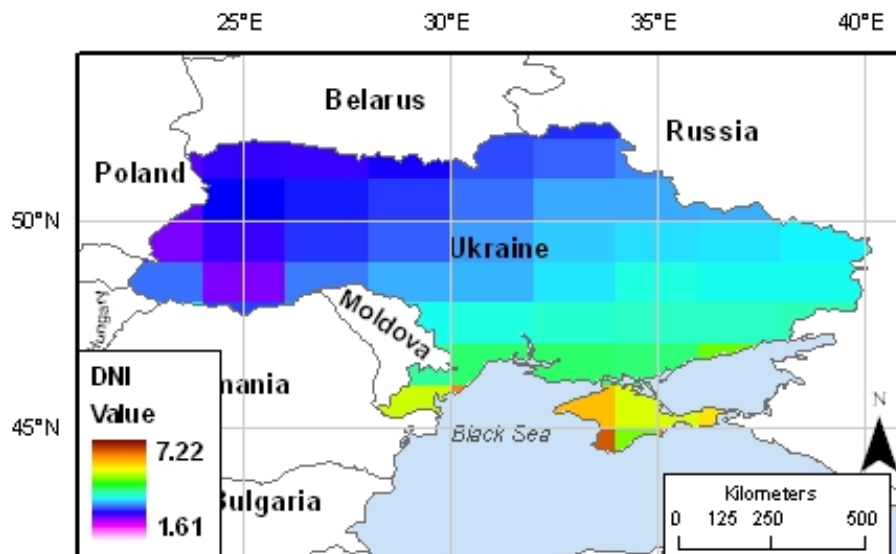 25°E 30°E 35°E 40°E
Belarus
Russia
Poland
50°N
Ukraine
Hungary
Moldova
DNI
Value
7.22
1.61
mania
45°N
Black Sea
N
Bulgaria
Kilometers
0 125 250 500